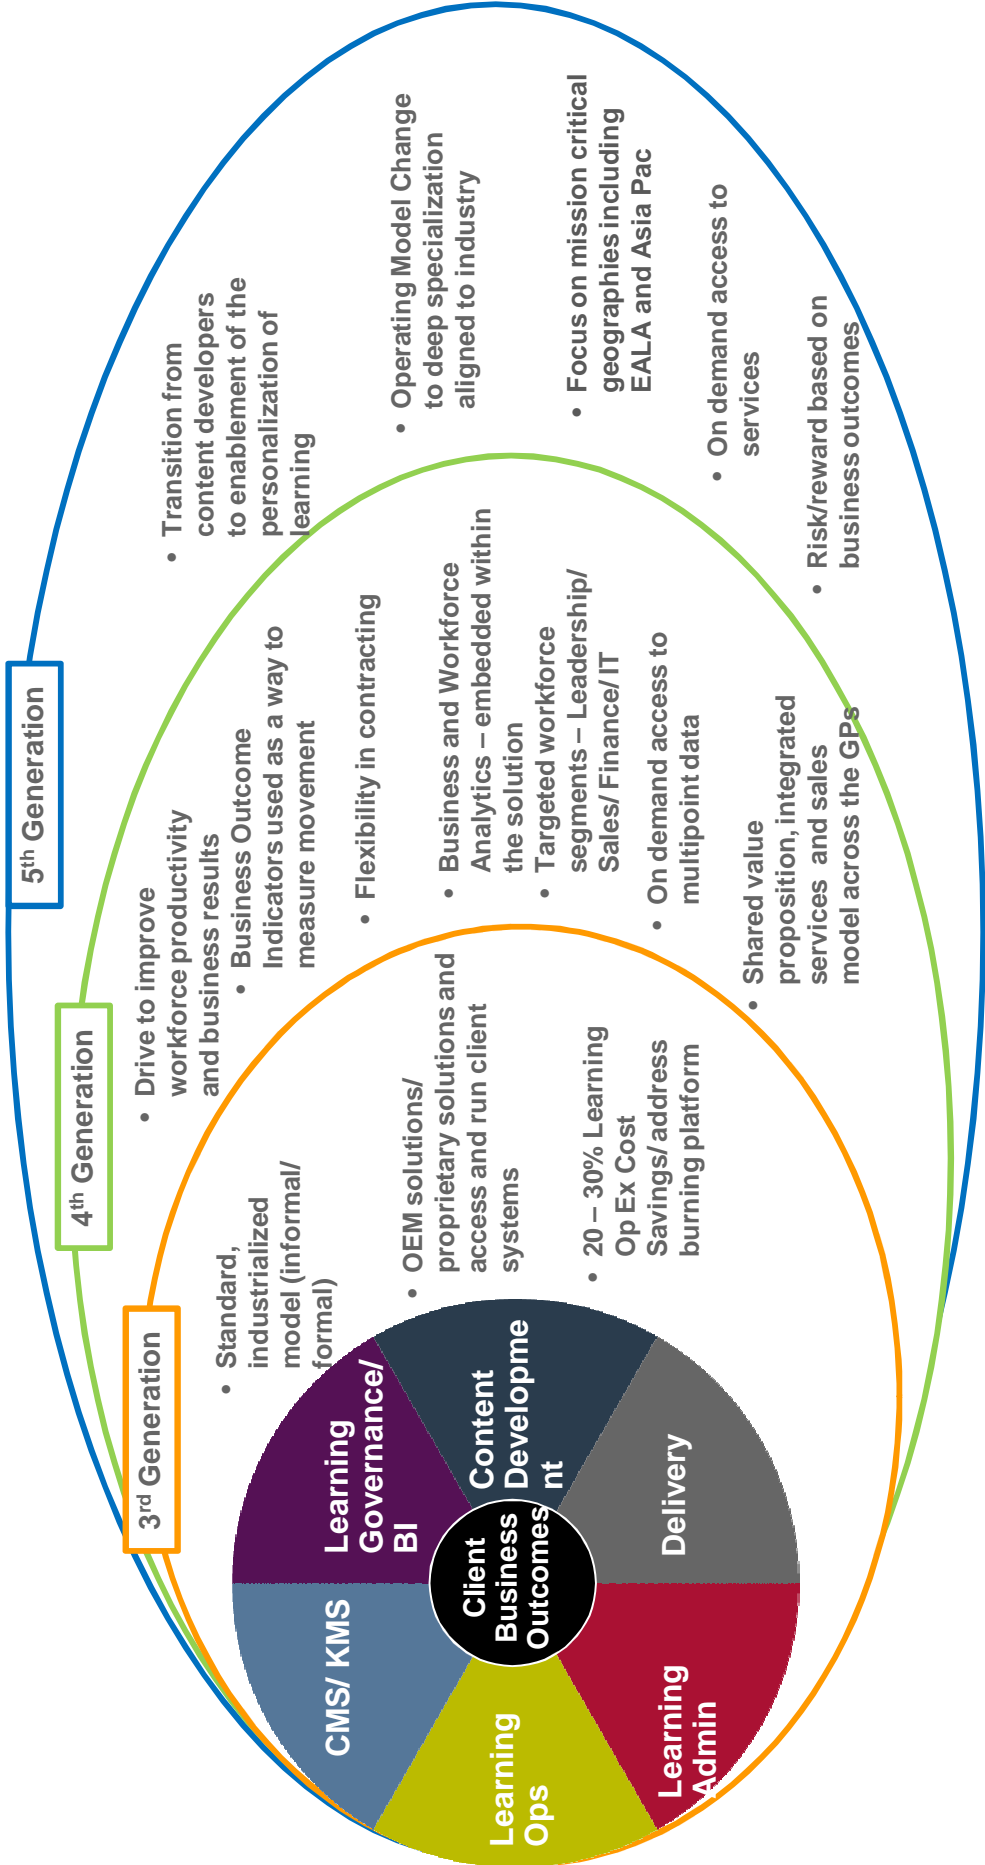 3rd Generation
4th Generation
5th Generation
CMS/ KMS
Learning
Governance/
BI
Content
Developme
nt
Delivery
Learning
Admin
Learning
Ops
Client
Business
Outcomes
• Standard,
industrialized
model (informal/
formal)
• OEM solutions/
proprietary solutions and
access and run client
systems
• 20 – 30% Learning
Op Ex Cost
Savings/ address
burning platform
• Drive to improve
workforce productivity
and business results
• Business Outcome
Indicators used as a way to
measure movement
• Flexibility in contracting
• Business and Workforce
Analytics – embedded within
the solution
• Targeted workforce
segments – Leadership/
Sales/ Finance/ IT
• On demand access to
multipoint data
• Shared value
proposition, integrated
services and sales
model across the GPs
• Transition from
content developers
to enablement of the
personalization of
learning
• Operating Model Change
to deep specialization
aligned to industry
• Focus on mission critical
geographies including
EALA and Asia Pac
• On demand access to
services
• Risk/reward based on
business outcomes